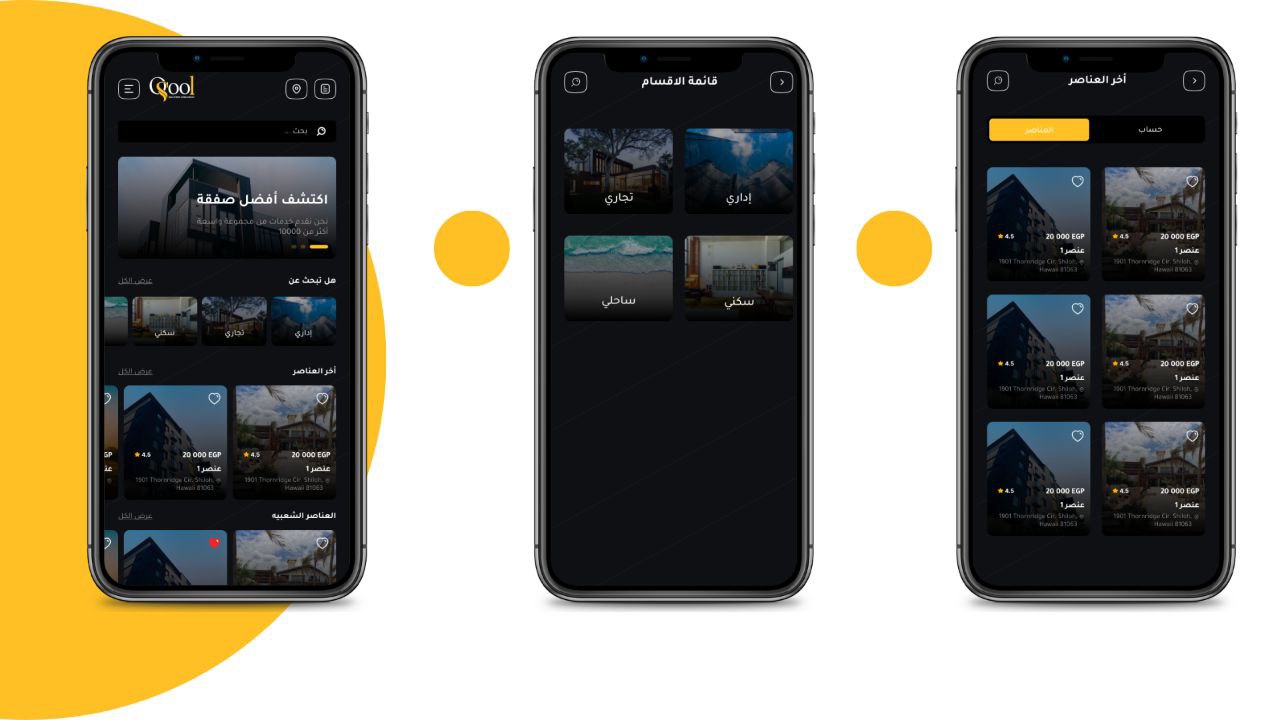 Ogool
بحث ...
اكتشف أفضل صفقة
نحن نقدم خدمات من مجموعة واسعة
أكثر من 10000
هل تبحث عن
عرض الكل
إداري
تجاري
سكني
أخر العناصر
عرض الكل
20 000 EGP
4.5
عنصر 1
1901 Thornridge Cir. Shiloh,
Hawaii 81063
20 000 EGP
4.5
عنصر 1
1901 Thornridge Cir. Shiloh,
Hawaii 81063
العناصر الشعبيه
عرض الكل
قائمة الاقسام
إداري
تجاري
سكني
ساحلي
أخر العناصر
حساب
العناصر
20 000 EGP
4.5
عنصر 1
1901 Thornridge Cir. Shiloh,
Hawaii 81063
20 000 EGP
4.5
عنصر 1
1901 Thornridge Cir. Shiloh,
Hawaii 81063
20 000 EGP
4.5
عنصر 1
1901 Thornridge Cir. Shiloh,
Hawaii 81063
20 000 EGP
4.5
عنصر 1
1901 Thornridge Cir. Shiloh,
Hawaii 81063
20 000 EGP
4.5
عنصر 1
1901 Thornridge Cir. Shiloh,
Hawaii 81063
20 000 EGP
4.5
عنصر 1
1901 Thornridge Cir. Shiloh,
Hawaii 81063